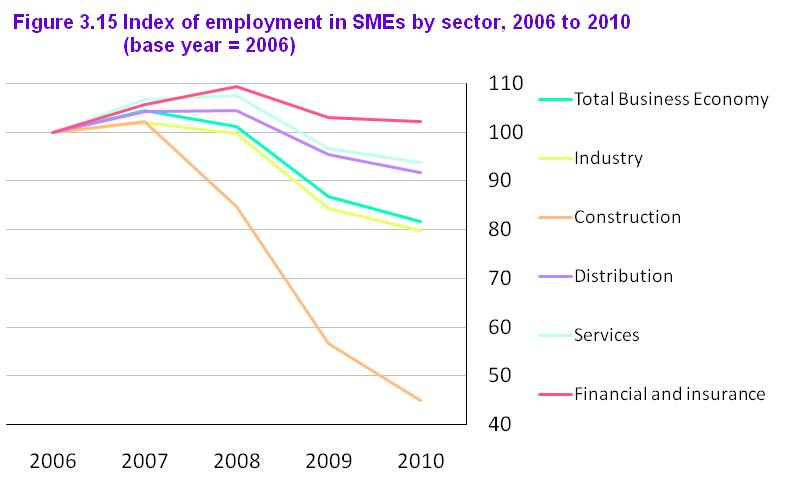 Figure 3.15 Index of employment in SMEs by sector, 2006 to 2010
(base year = 2006)
110
100
90
80
70
60
50
40
2006 2007 2008 2009 2010
Total Business Economy
Industry
Construction
Distribution
Services
Financial and insurance